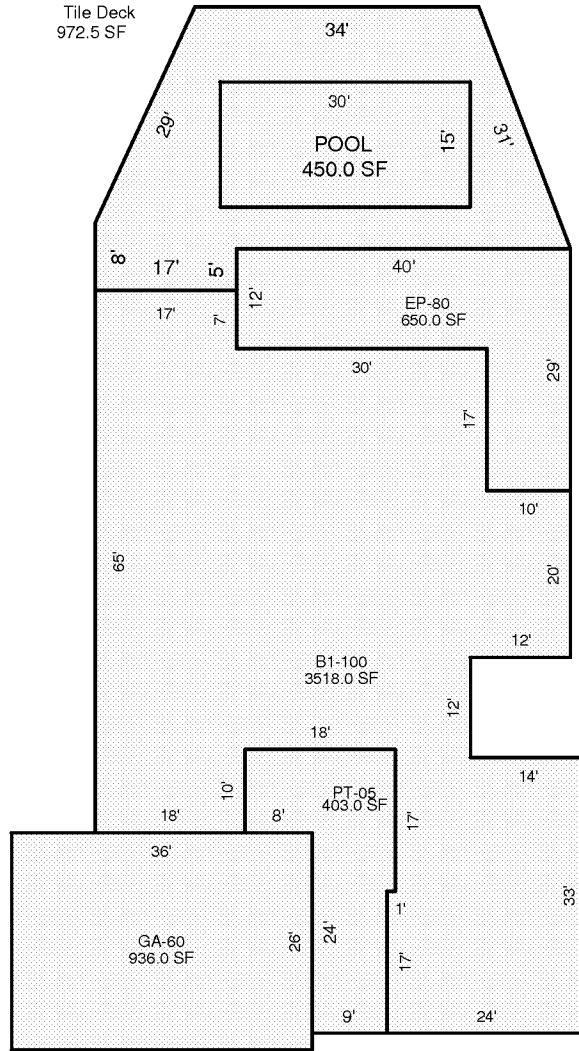 Tile Deck
972.5 SF
34'
29'
30'
POOL
450.0 SF
15'
31'
8'
17'
5'
40'
17'
7'
12'
EP-80
650.0 SF
30'
29'
17'
10'
65'
20'
12'
B1-100
3518.0 SF
12'
18'
14'
10'
PT-05
403.0 SF
17'
18'
8'
36'
1'
33'
GA-60
936.0 SF
26'
24'
17'
9'
24'